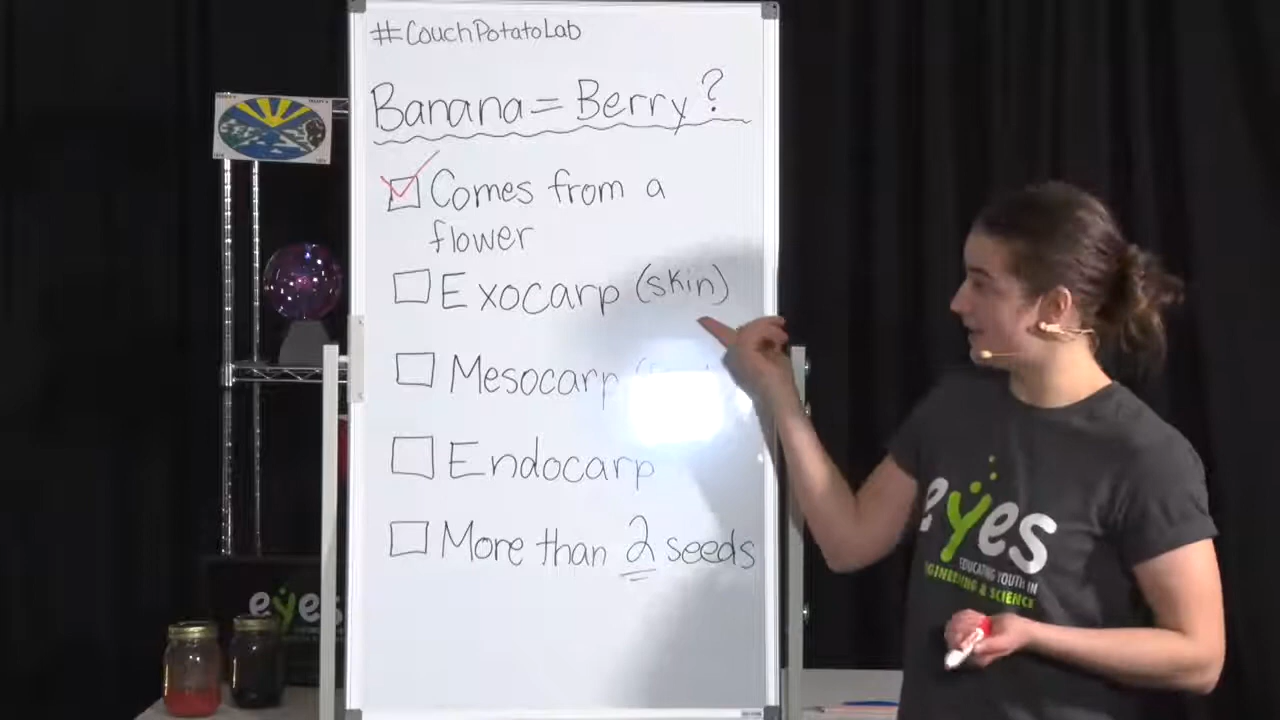 #CouchPotatoLab
Banana = Berry?
Comes from a
flower
Exocarp (skin)
Mesocarp
Endocarp
More than 2 seeds
eyes
EDUCATING YOUTH IN
ENGINEERING & SCIENCE
eyes